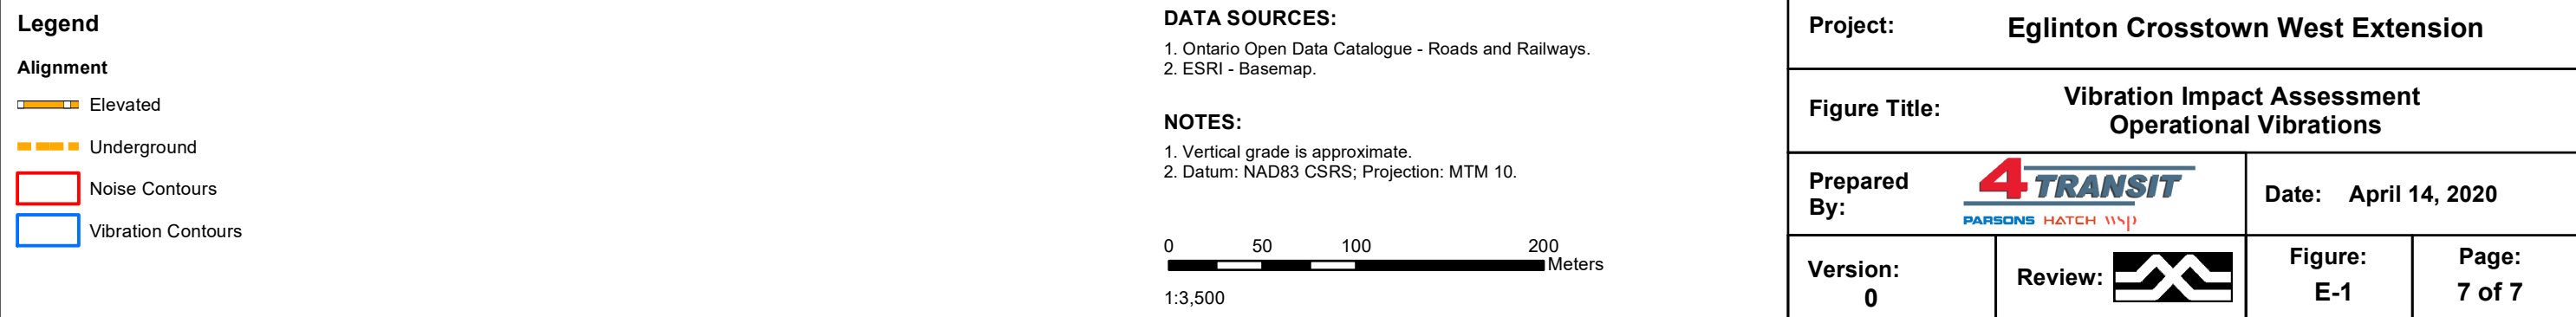 Legend
Alignment
Elevated
Underground
Noise Contours
Vibration Contours
DATA SOURCES:
1. Ontario Open Data Catalogue - Roads and Railways.
2. ESRI - Basemap.
NOTES:
1. Vertical grade is approximate.
2. Datum: NAD83 CSRS; Projection: MTM 10.
0 50 100 200
Meters
1:3,500
Project: Eglinton Crosstown West Extension
Figure Title: Vibration Impact Assessment
Operational Vibrations
Prepared
By:
4TRANSIT
PARSONS HATCH wsp
Date: April 14, 2020
Version:
0
Review:
Figure:
E-1
Page:
7 of 7